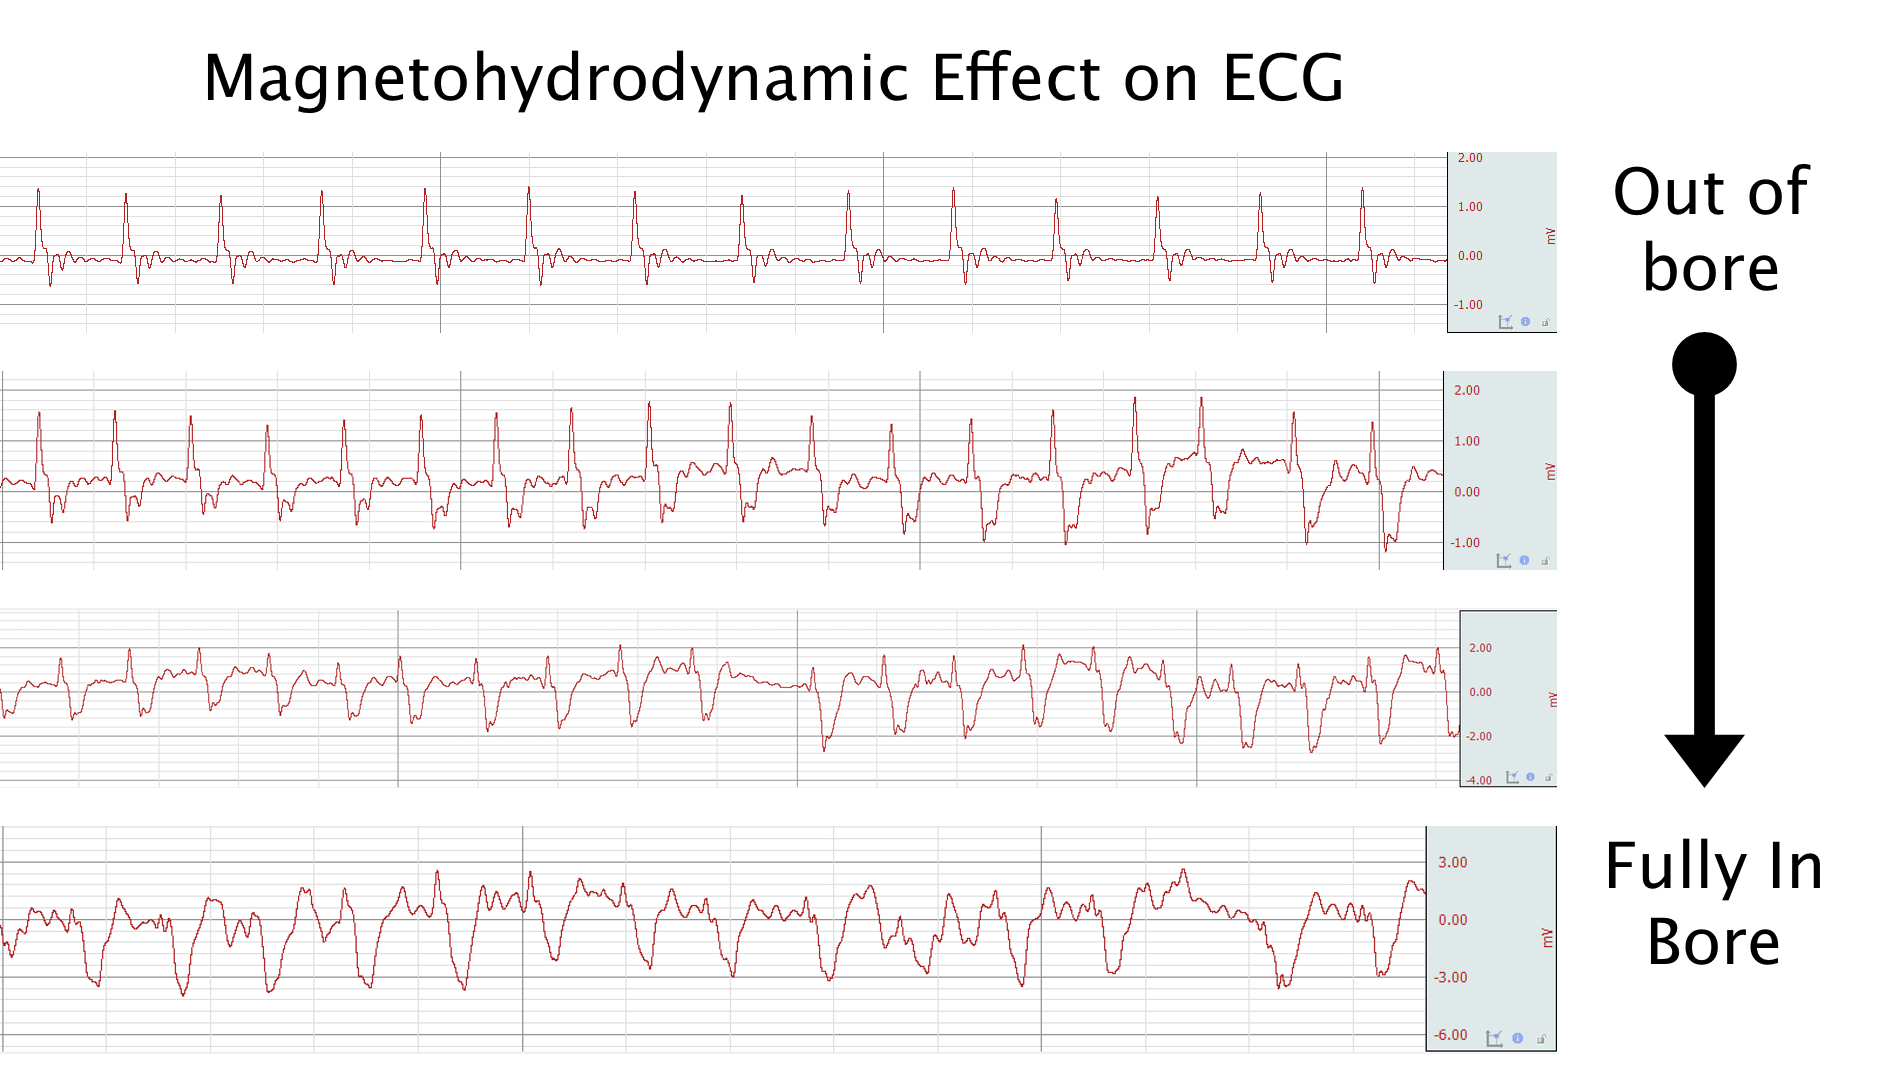 Magnetohydrodynamic Effect on ECG
2.00
1.00
0.00
-1.00
mV
Out of
bore
2.00
1.00
0.00
-1.00
mV
2.00
0.00
-2.00
-4.00
mV
3.00
0.00
-3.00
-6.00
mV
Fully In
Bore